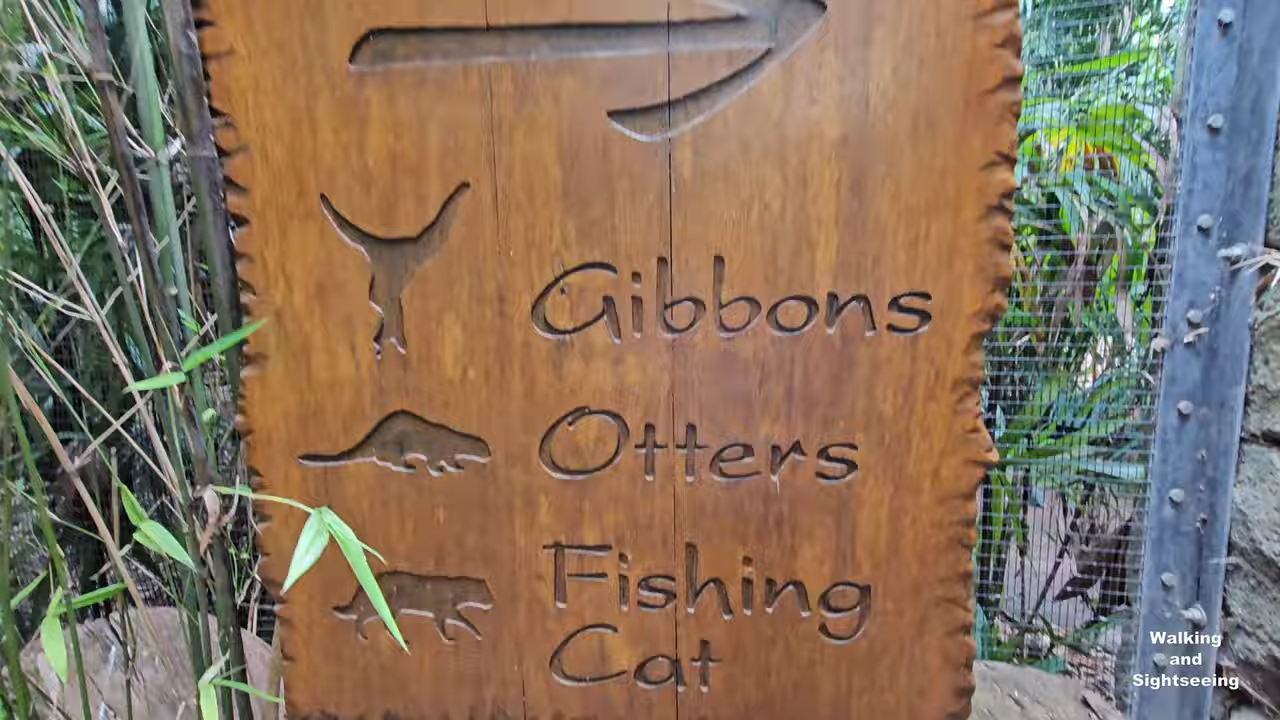 Gibbons
Otters
Fishing
Cat
Walking
and
Sightseeing